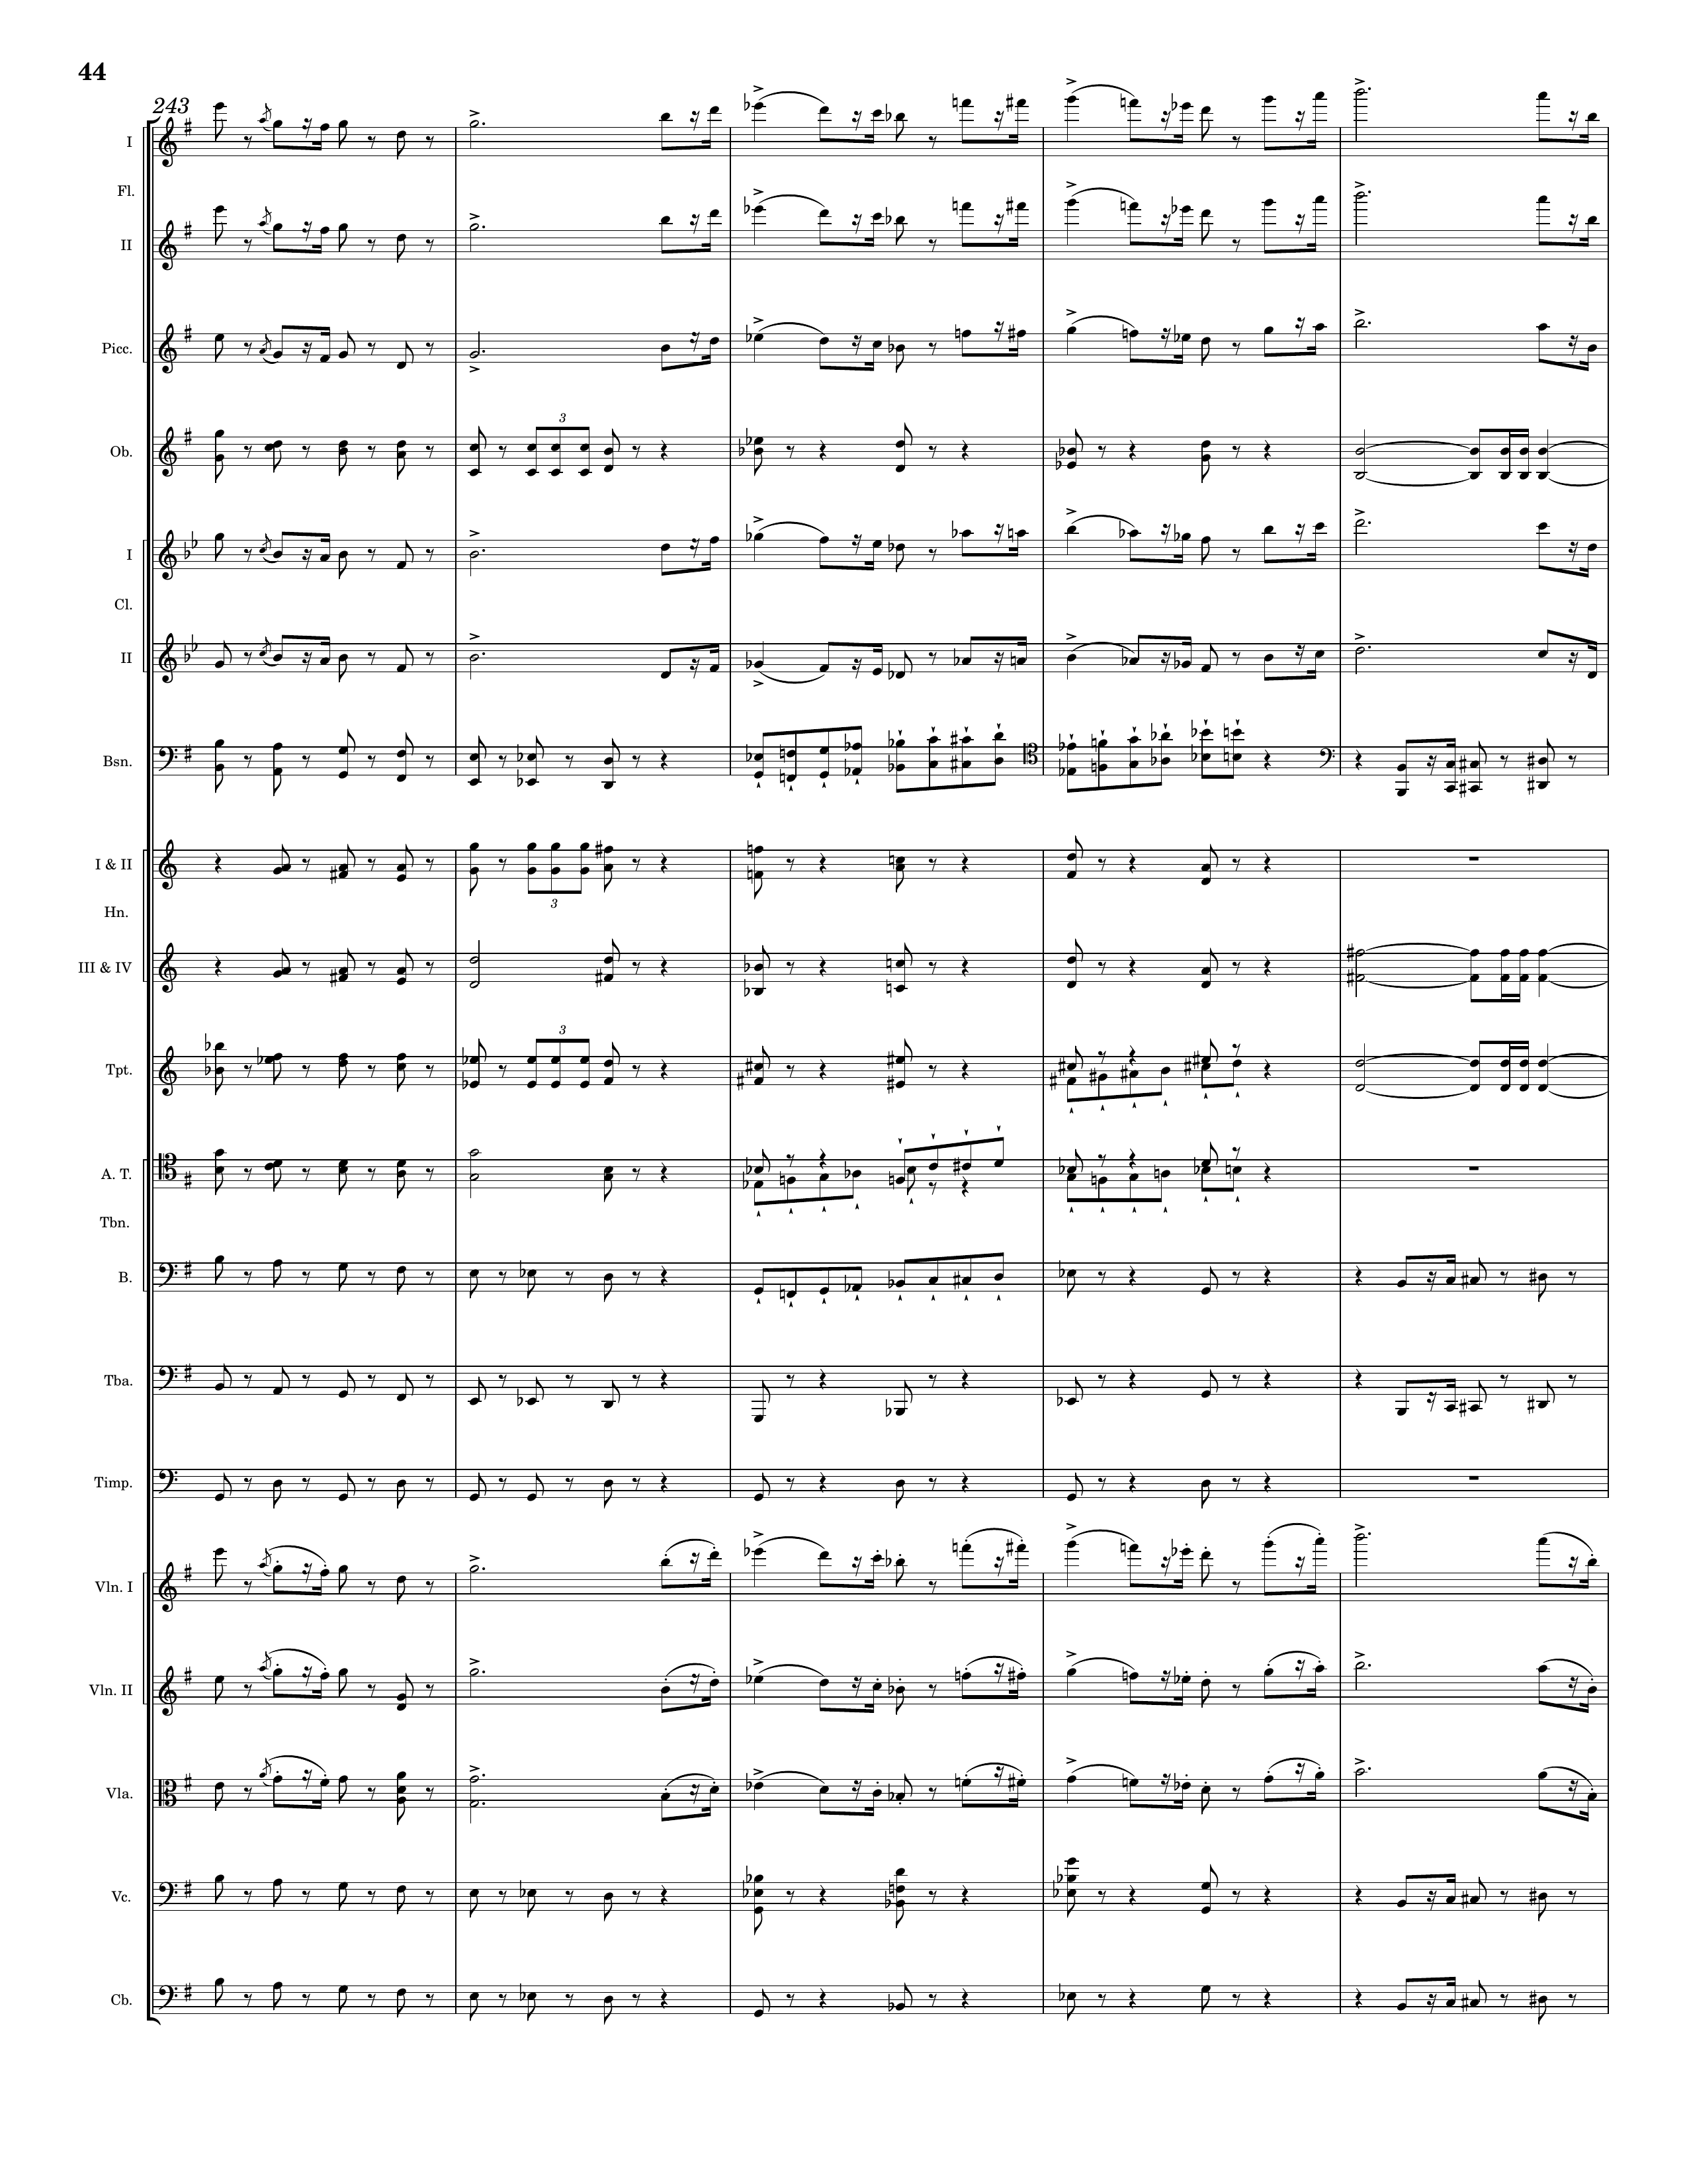 44
243
I
Fl.
II
Picc.
3
Ob.
I
Cl.
II
Bsn.
I & II
3
Hn.
III & IV
3
Tpt.
A. T.
Tbn.
B.
Tba.
Timp.
Vln. I
Vln. II
Vla.
Vc.
Cb.